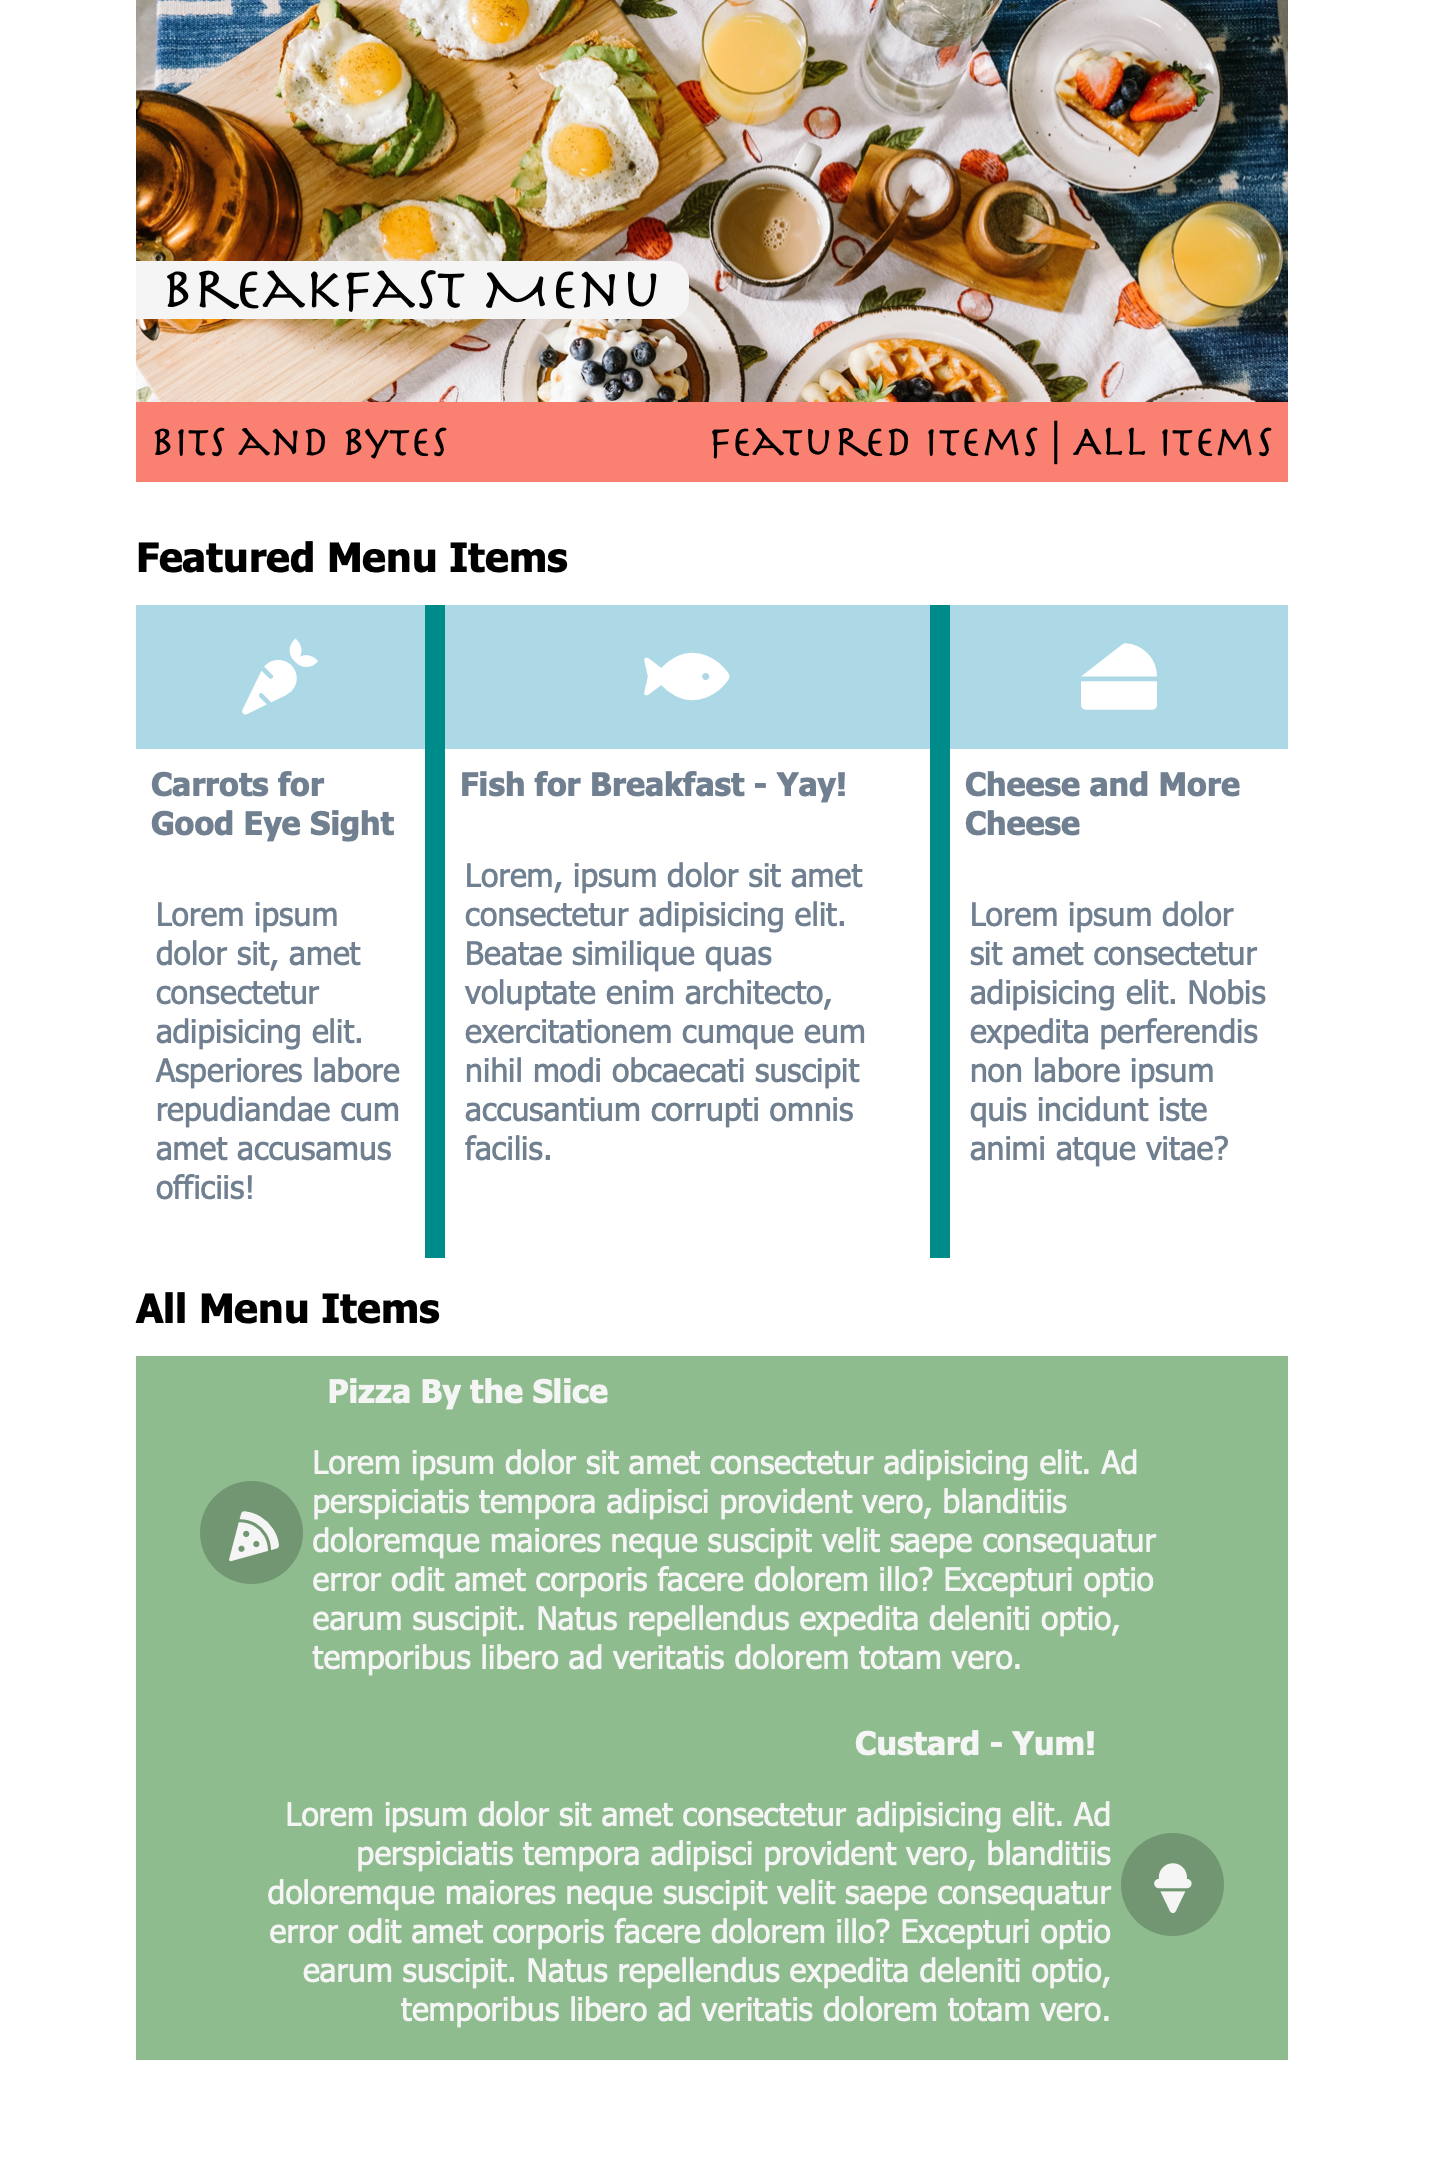 Breakfast Menu
Bits and Bytes
Featured Items | All Items
Featured Menu Items
Carrots for
Good Eye Sight
Lorem ipsum
dolor sit, amet
consectetur
adipisicing elit.
Asperiores labore
repudiandae cum
amet accusamus
officiis!
Fish for Breakfast - Yay!
Lorem, ipsum dolor sit amet
consectetur adipisicing elit.
Beatae similique quas
voluptate enim architecto,
exercitationem cumque eum
nihil modi obcaecati suscipit
accusantium corrupti omnis
facilis.
Cheese and More
Cheese
Lorem ipsum dolor
sit amet consectetur
adipisicing elit. Nobis
expedita perferendis
non labore ipsum
quis incidunt iste
animi atque vitae?
All Menu Items
Pizza By the Slice
Lorem ipsum dolor sit amet consectetur adipisicing elit. Ad
perspiciatis tempora adipisci provident vero, blanditiis
doloremque maiores neque suscipit velit saepe consequatur
error odit amet corporis facere dolorem illo? Excepturi optio
earum suscipit. Natus repellendus expedita deleniti optio,
temporibus libero ad veritatis dolorem totam vero.
Custard - Yum!
Lorem ipsum dolor sit amet consectetur adipisicing elit. Ad
perspiciatis tempora adipisci provident vero, blanditiis
doloremque maiores neque suscipit velit saepe consequatur
error odit amet corporis facere dolorem illo? Excepturi optio
earum suscipit. Natus repellendus expedita deleniti optio,
temporibus libero ad veritatis dolorem totam vero.